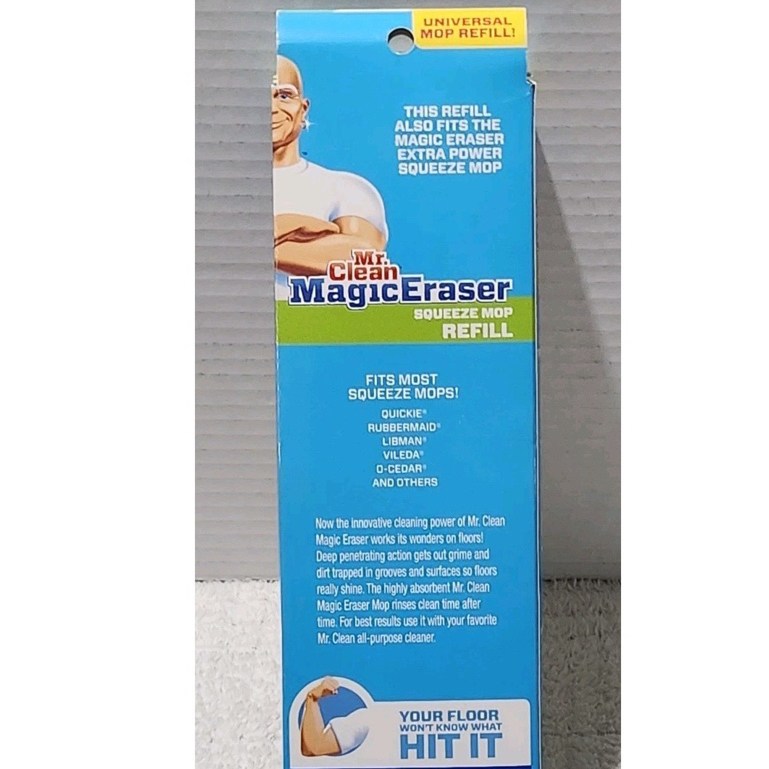 UNIVERSAL
MOP REFILL!
THIS REFILL
ALSO FITS THE
MAGIC ERASER
EXTRA POWER
SQUEEZE MOP
Mr.
Clean
MagicEraser
SQUEEZE MOP
REFILL
FITS MOST
SQUEEZE MOPS!
QUICKIE®
RUBBERMAID®
LIBMAN®
VILEDA®
O-CEDAR®
AND OTHERS
Now the innovative cleaning power of Mr. Clean
Magic Eraser works its wonders on floors!
Deep penetrating action gets out grime and
dirt trapped in grooves and surfaces so floors
really shine. The highly absorbent Mr. Clean
Magic Eraser Mop rinses clean time after
time. For best results use it with your favorite
Mr. Clean all-purpose cleaner.
YOUR FLOOR
WON'T KNOW WHAT
HIT IT